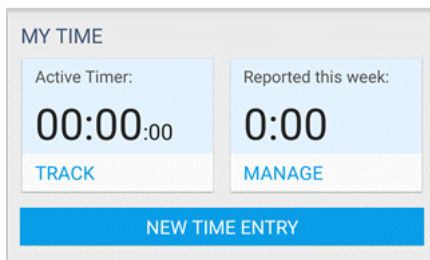 MY TIME
Active Timer:
00:00:00
TRACK
Reported this week:
0:00
MANAGE
NEW TIME ENTRY